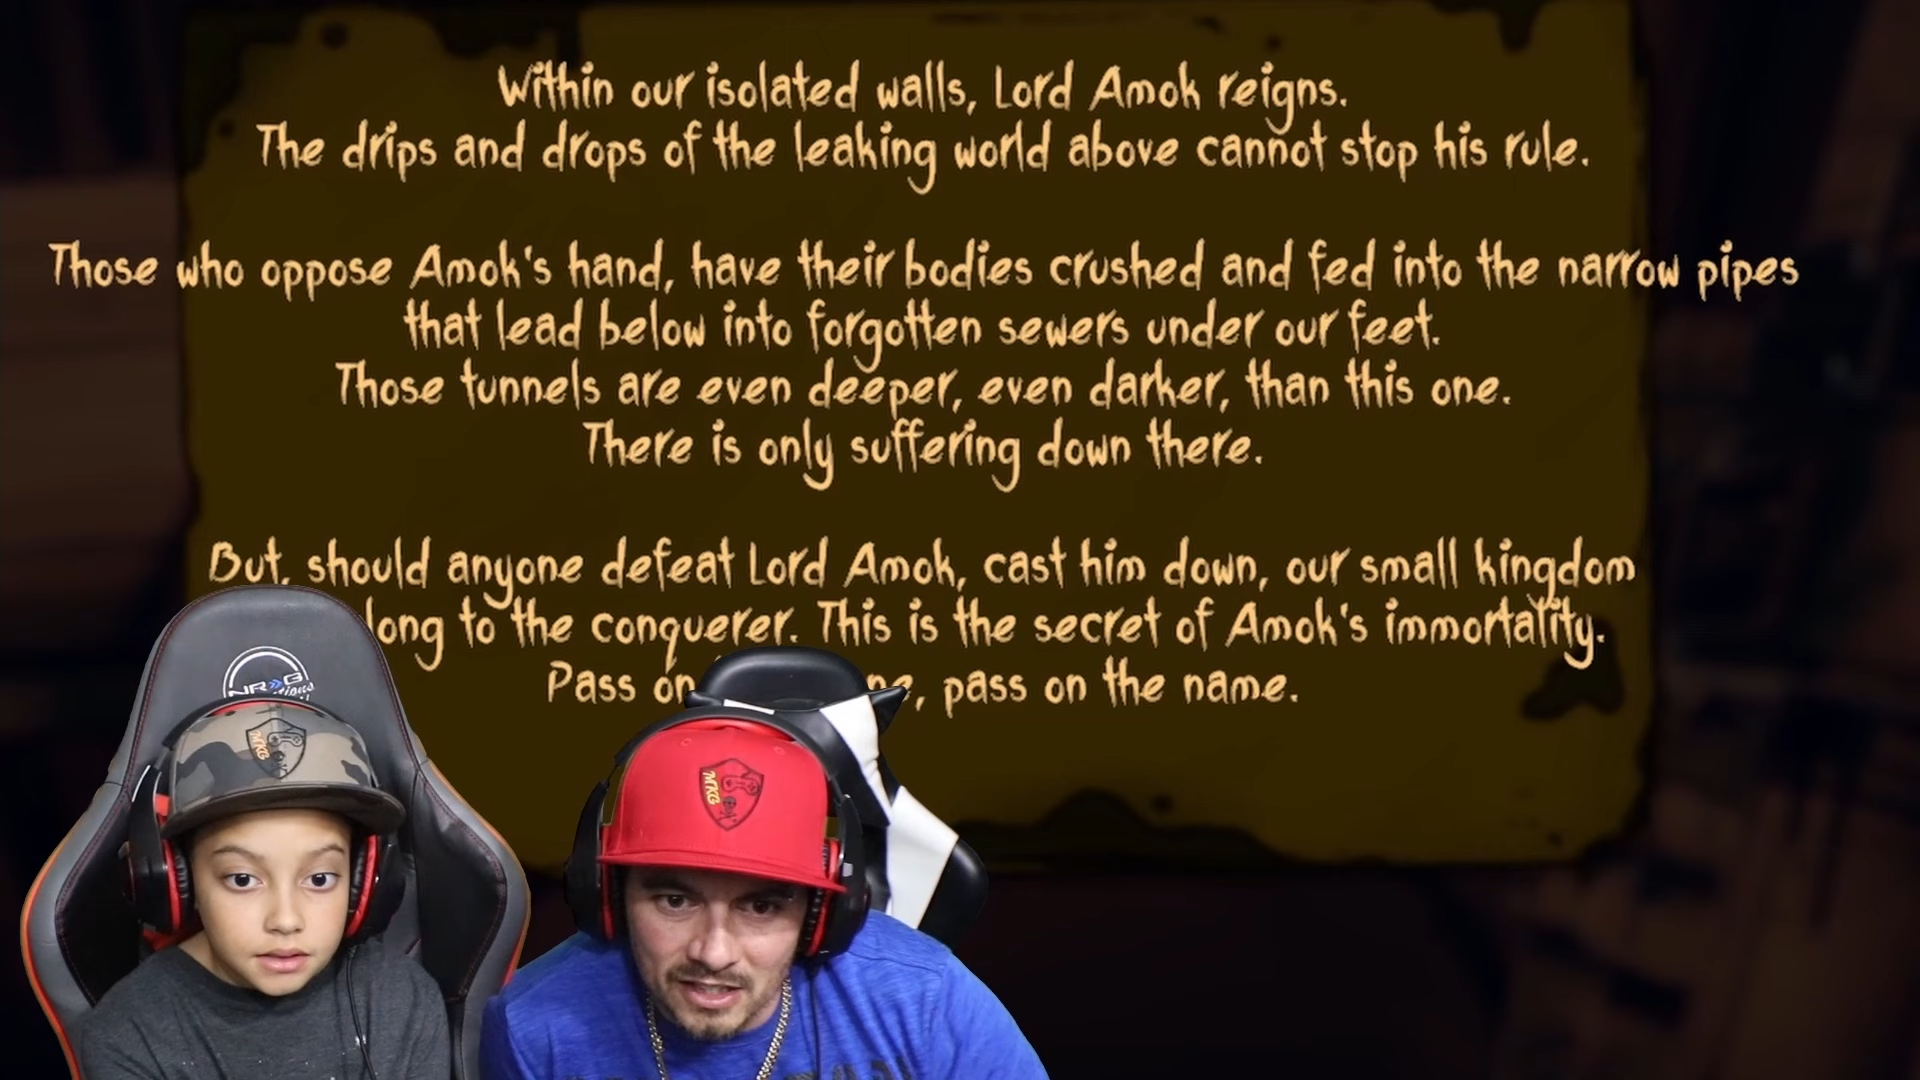 Within our isolated walls, Lord Amok reigns.
The drips and drops of the leaking world above cannot stop his rule.
Those who oppose Amok's hand, have their bodies crushed and fed into the narrow pipes
that lead below into forgotten sewers under our feet.
Those tunnels are even deeper, even darker, than this one.
There is only suffering down there.
But, should anyone defeat Lord Amok, cast him down, our small kingdom
long to the conquerer. This is the secret of Amok's immortality.
Pass on pass on the name.
NRG
MKG
MKG